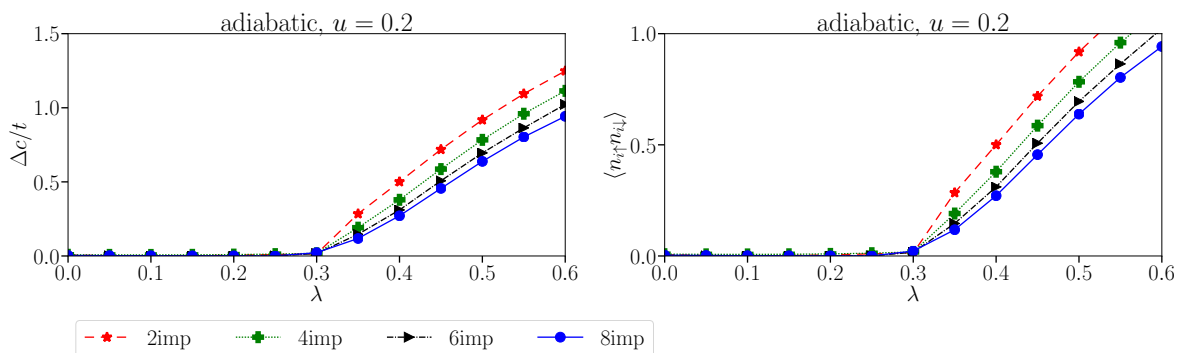 adiabatic, u = 0.2
Δc/t
1.5
1.0
0.5
0.0
0.0 0.1 0.2 0.3 0.4 0.5 0.6
λ
adiabatic, u = 0.2
⟨n_{i↑}n_{i↓}⟩
1.0
0.5
0.0
0.0 0.1 0.2 0.3 0.4 0.5 0.6
λ
2imp 4imp 6imp 8imp